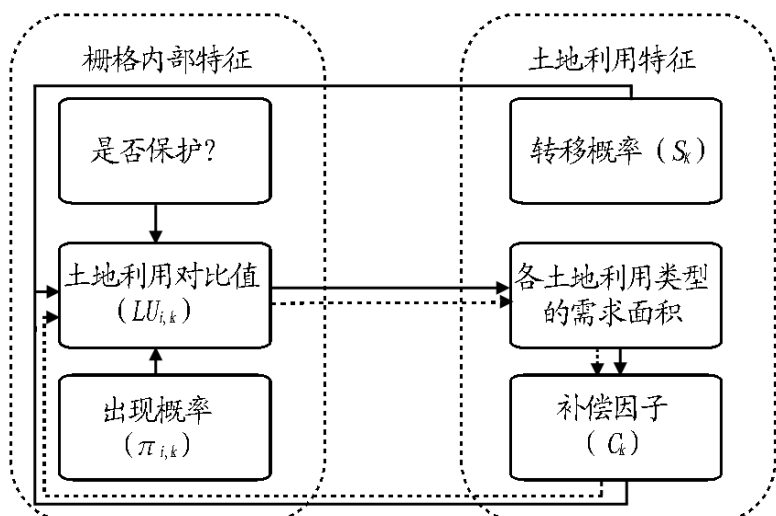 栅格内部特征
土地利用特征
是否保护?
转移概率（Sₖ）
土地利用对比值
（LUᵢ,ₖ）
各土地利用类型
的需求面积
出现概率
（πᵢ,ₖ）
补偿因子
（Cₖ）